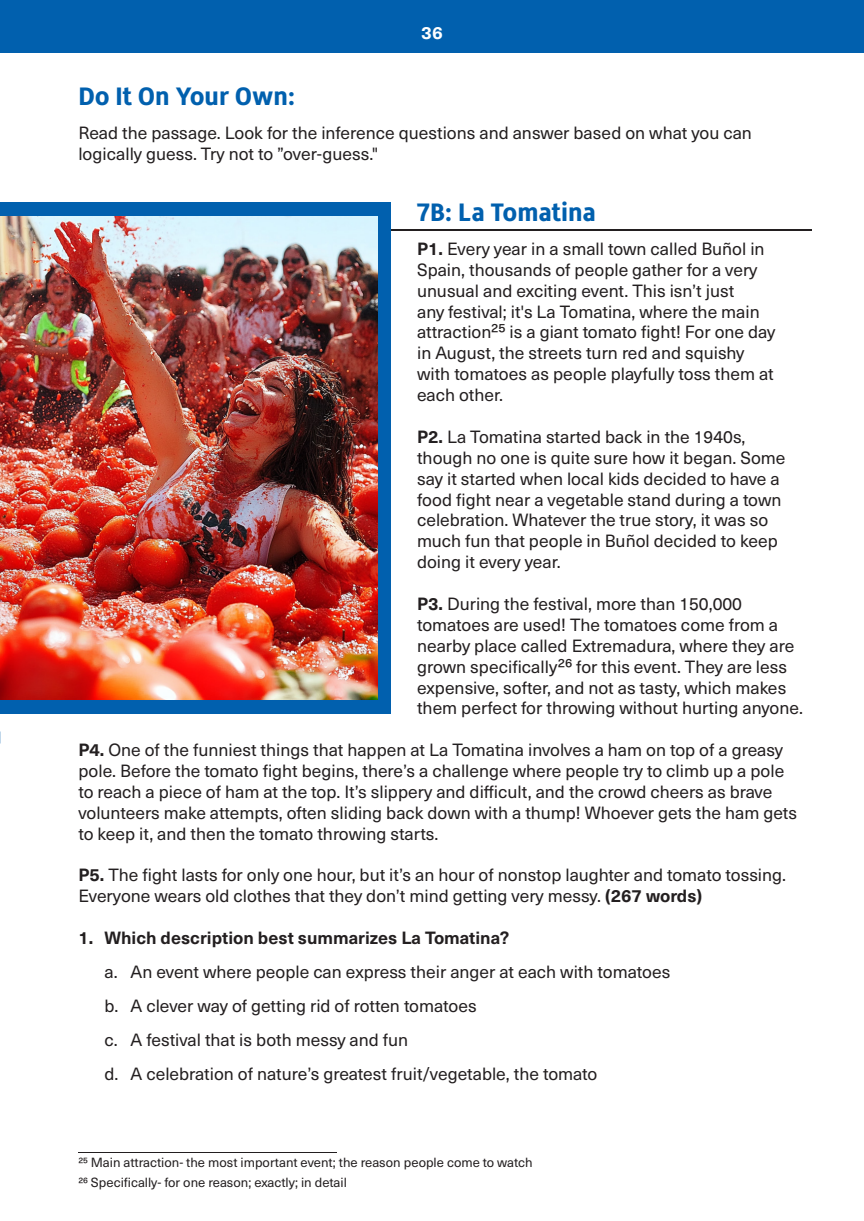 36
Do It On Your Own:
Read the passage. Look for the inference questions and answer based on what you can
logically guess. Try not to "over-guess."
7B: La Tomatina
P1. Every year in a small town called Buñol in
Spain, thousands of people gather for a very
unusual and exciting event. This isn't just
any festival; it's La Tomatina, where the main
attraction²⁵ is a giant tomato fight! For one day
in August, the streets turn red and squishy
with tomatoes as people playfully toss them at
each other.
P2. La Tomatina started back in the 1940s,
though no one is quite sure how it began. Some
say it started when local kids decided to have a
food fight near a vegetable stand during a town
celebration. Whatever the true story, it was so
much fun that people in Buñol decided to keep
doing it every year.
P3. During the festival, more than 150,000
tomatoes are used! The tomatoes come from a
nearby place called Extremadura, where they are
grown specifically²⁶ for this event. They are less
expensive, softer, and not as tasty, which makes
them perfect for throwing without hurting anyone.
P4. One of the funniest things that happen at La Tomatina involves a ham on top of a greasy
pole. Before the tomato fight begins, there's a challenge where people try to climb up a pole
to reach a piece of ham at the top. It's slippery and difficult, and the crowd cheers as brave
volunteers make attempts, often sliding back down with a thump! Whoever gets the ham gets
to keep it, and then the tomato throwing starts.
P5. The fight lasts for only one hour, but it's an hour of nonstop laughter and tomato tossing.
Everyone wears old clothes that they don't mind getting very messy. (267 words)
1. Which description best summarizes La Tomatina?
a. An event where people can express their anger at each with tomatoes
b. A clever way of getting rid of rotten tomatoes
c. A festival that is both messy and fun
d. A celebration of nature's greatest fruit/vegetable, the tomato
²⁵ Main attraction- the most important event; the reason people come to watch
²⁶ Specifically- for one reason; exactly; in detail